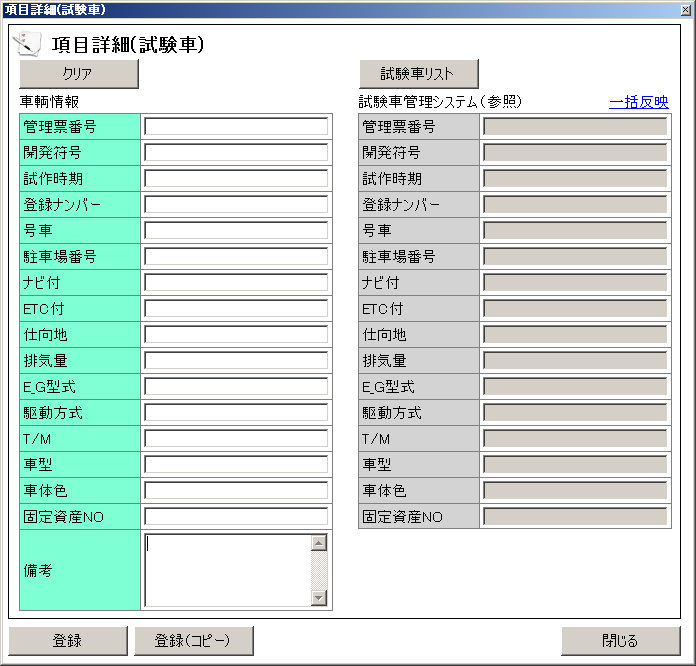 項目詳細(試験車)
項目詳細(試験車)
クリア
試験車リスト
車輌情報
試験車管理システム(参照)
一括反映
管理票番号
管理票番号
開発符号
開発符号
試作時期
試作時期
登録ナンバー
登録ナンバー
号車
号車
駐車場番号
駐車場番号
ナビ付
ナビ付
ETC付
ETC付
仕向地
仕向地
排気量
排気量
E_G型式
E_G型式
駆動方式
駆動方式
T/M
T/M
車型
車型
車体色
車体色
固定資産NO
固定資産NO
備考
登録
登録(コピー)
閉じる